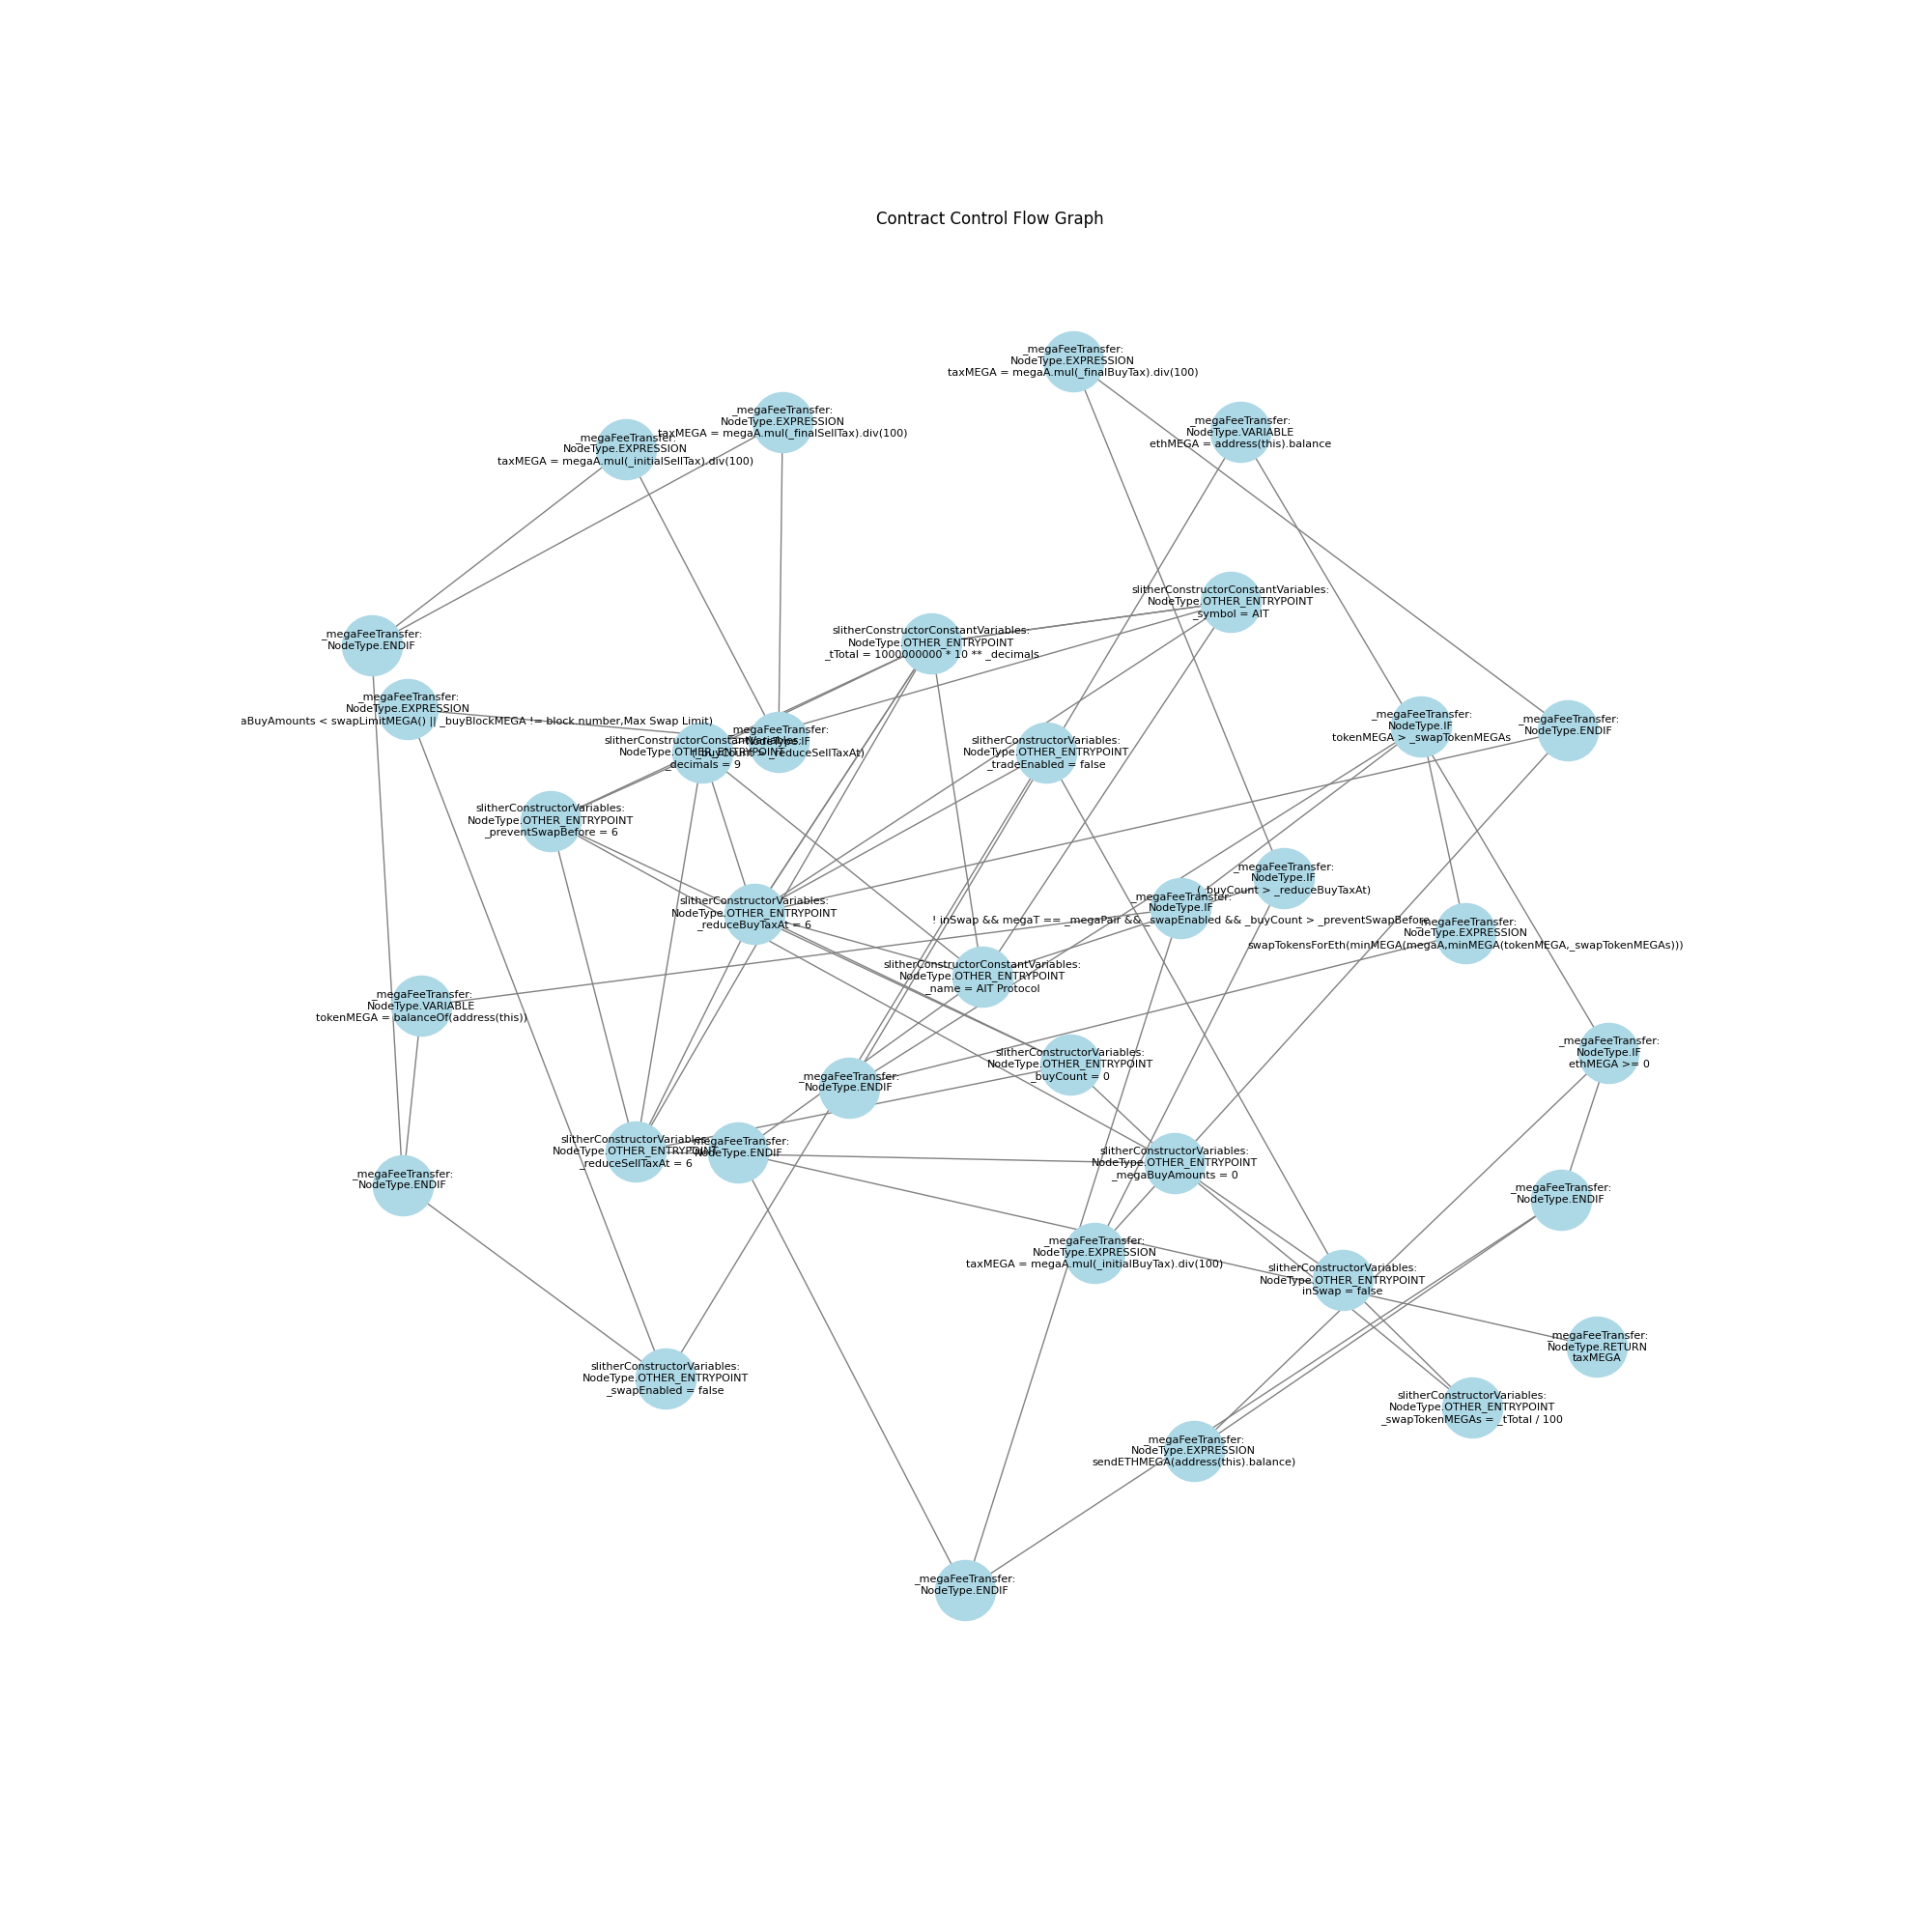 Contract Control Flow Graph
_megaFeeTransfer:
NodeType.EXPRESSION
taxMEGA = megaA.mul(_finalBuyTax).div(100)
_megaFeeTransfer:
NodeType.EXPRESSION
taxMEGA = megaA.mul(_finalSellTax).div(100)
_megaFeeTransfer:
NodeType.VARIABLE
ethMEGA = address(this).balance
_megaFeeTransfer:
NodeType.EXPRESSION
taxMEGA = megaA.mul(_initialSellTax).div(100)
slitherConstructorConstantVariables:
NodeType.OTHER_ENTRYPOINT
_symbol = AIT
_megaFeeTransfer:
NodeType.ENDIF
slitherConstructorConstantVariables:
NodeType.OTHER_ENTRYPOINT
_tTotal = 1000000000 * 10 ** _decimals
_megaFeeTransfer:
NodeType.EXPRESSION
aBuyAmounts < swapLimitMEGA() || _buyBlockMEGA != block.number,Max Swap Limit)
_megaFeeTransfer:
NodeType.IF
tokenMEGA > _swapTokenMEGAs
_megaFeeTransfer:
NodeType.ENDIF
_megaFeeTransfer:
NodeType.IF
(_buyCount > _reduceSellTaxAt)
slitherConstructorConstantVariables:
NodeType.OTHER_ENTRYPOINT
_decimals = 9
slitherConstructorVariables:
NodeType.OTHER_ENTRYPOINT
_tradeEnabled = false
slitherConstructorVariables:
NodeType.OTHER_ENTRYPOINT
_preventSwapBefore = 6
_megaFeeTransfer:
NodeType.IF
(_buyCount > _reduceBuyTaxAt)
slitherConstructorVariables:
NodeType.OTHER_ENTRYPOINT
_reduceBuyTaxAt = 6
_megaFeeTransfer:
NodeType.IF
! inSwap && megaT == _megaPair && _swapEnabled && _buyCount > _preventSwapBefore
_megaFeeTransfer:
NodeType.EXPRESSION
swapTokensForEth(minMEGA(megaA,minMEGA(tokenMEGA,_swapTokenMEGAs)))
slitherConstructorConstantVariables:
NodeType.OTHER_ENTRYPOINT
_name = AIT Protocol
_megaFeeTransfer:
NodeType.VARIABLE
tokenMEGA = balanceOf(address(this))
_megaFeeTransfer:
NodeType.IF
ethMEGA >= 0
slitherConstructorVariables:
NodeType.OTHER_ENTRYPOINT
_buyCount = 0
_megaFeeTransfer:
NodeType.ENDIF
slitherConstructorVariables:
NodeType.OTHER_ENTRYPOINT
_reduceSellTaxAt = 6
_megaFeeTransfer:
NodeType.ENDIF
slitherConstructorVariables:
NodeType.OTHER_ENTRYPOINT
_megaBuyAmounts = 0
_megaFeeTransfer:
NodeType.ENDIF
_megaFeeTransfer:
NodeType.ENDIF
_megaFeeTransfer:
NodeType.EXPRESSION
taxMEGA = megaA.mul(_initialBuyTax).div(100)
slitherConstructorVariables:
NodeType.OTHER_ENTRYPOINT
inSwap = false
_megaFeeTransfer:
NodeType.RETURN
taxMEGA
slitherConstructorVariables:
NodeType.OTHER_ENTRYPOINT
_swapEnabled = false
slitherConstructorVariables:
NodeType.OTHER_ENTRYPOINT
_swapTokenMEGAs = _tTotal / 100
_megaFeeTransfer:
NodeType.EXPRESSION
sendETHMEGA(address(this).balance)
_megaFeeTransfer:
NodeType.ENDIF